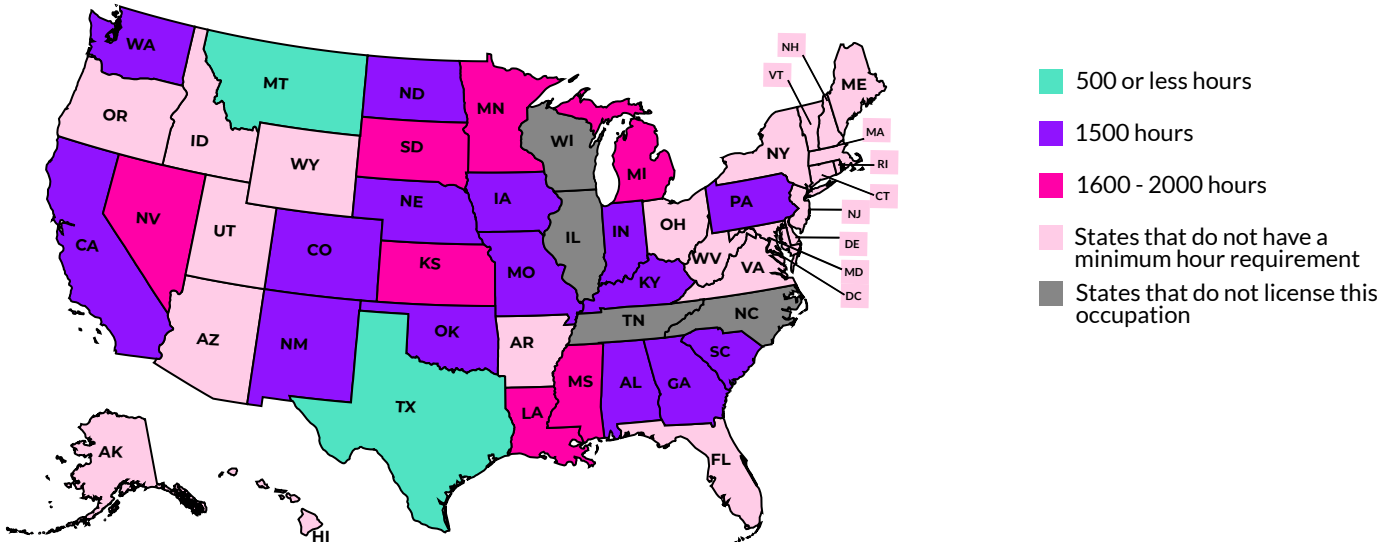 WA
MT
ND
MN
ME
NH
VT
OR
ID
WY
SD
WI
MI
NY
MA
RI
CT
NJ
DE
MD
DC
NV
UT
CO
NE
IA
IL
IN
OH
PA
WV
VA
CA
KS
MO
KY
AZ
NM
OK
AR
TN
NC
SC
TX
LA
MS
AL
GA
FL
AK
HI
500 or less hours
1500 hours
1600 - 2000 hours
States that do not have a
minimum hour requirement
States that do not license this
occupation